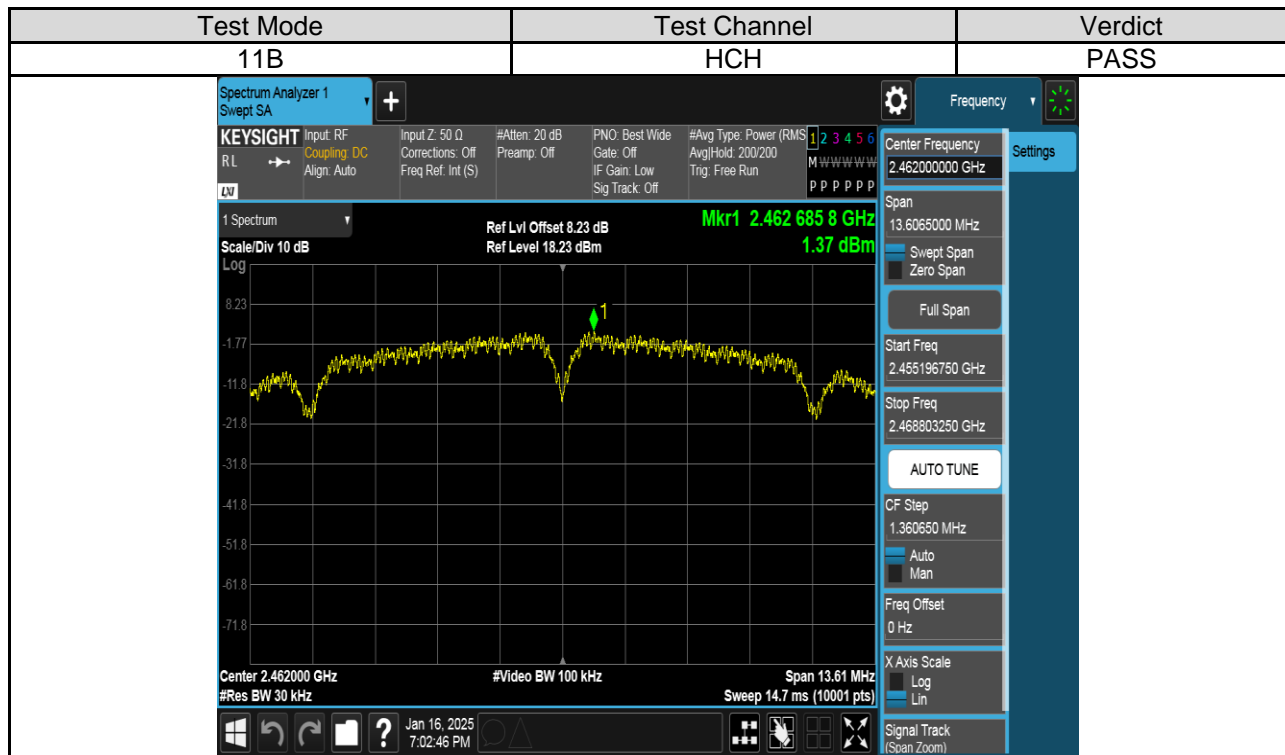 Test Mode Test Channel Verdict
11B HCH PASS
Spectrum Analyzer 1
Swept SA
+
Frequency
KEYSIGHT
RL
LXI
Input: RF
Coupling: DC
Align: Auto
Input Z: 50 Ω
Corrections: Off
Freq Ref: Int (S)
#Atten: 20 dB
Preamp: Off
PNO: Best Wide
Gate: Off
IF Gain: Low
Sig Track: Off
#Avg Type: Power (RMS
Avg|Hold: 200/200
Trig: Free Run
1 2 3 4 5 6
M W W W W W
P P P P P P
1 Spectrum
Scale/Div 10 dB
Log
Ref Lvl Offset 8.23 dB
Ref Level 18.23 dBm
Mkr1 2.462 685 8 GHz
1.37 dBm
1
8.23
-1.77
-11.8
-21.8
-31.8
-41.8
-51.8
-61.8
-71.8
Center 2.462000 GHz
#Res BW 30 kHz
#Video BW 100 kHz
Span 13.61 MHz
Sweep 14.7 ms (10001 pts)
Center Frequency
2.462000000 GHz
Span
13.6065000 MHz
Swept Span
Zero Span
Full Span
Start Freq
2.455196750 GHz
Stop Freq
2.468803250 GHz
AUTO TUNE
CF Step
1.360650 MHz
Auto
Man
Freq Offset
0 Hz
X Axis Scale
Log
Lin
Signal Track
(Span Zoom)
Settings
?
Jan 16, 2025
7:02:46 PM